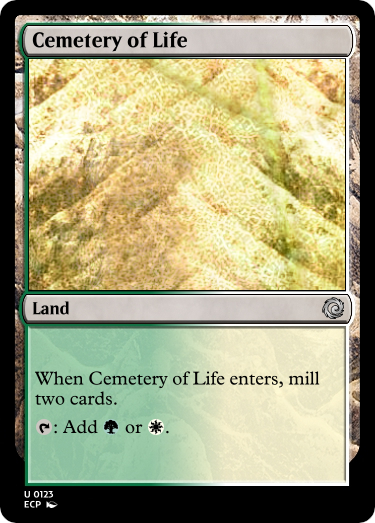 Cemetery of Life
Land
When Cemetery of Life enters, mill
two cards.
: Add or .
U 0123
ECP